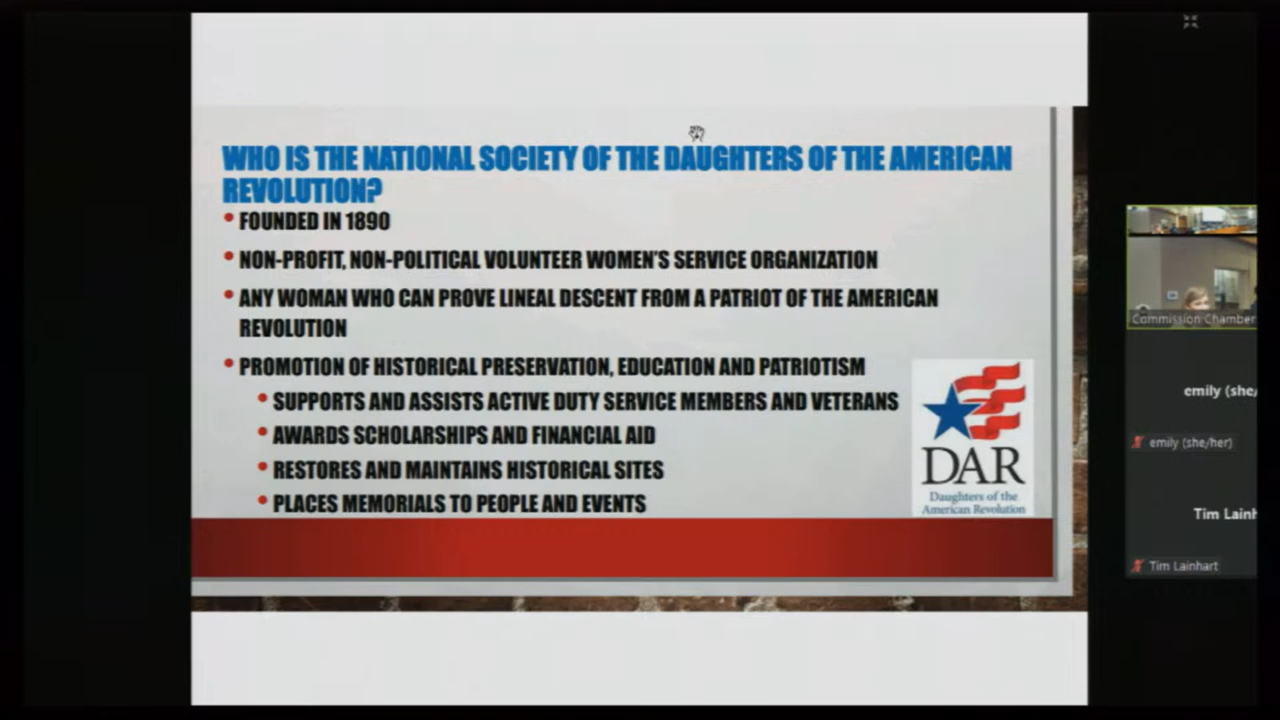 WHO IS THE NATIONAL SOCIETY OF THE DAUGHTERS OF THE AMERICAN
REVOLUTION?
• FOUNDED IN 1890
• NON-PROFIT, NON-POLITICAL VOLUNTEER WOMEN'S SERVICE ORGANIZATION
• ANY WOMAN WHO CAN PROVE LINEAL DESCENT FROM A PATRIOT OF THE AMERICAN
REVOLUTION
• PROMOTION OF HISTORICAL PRESERVATION, EDUCATION AND PATRIOTISM
• SUPPORTS AND ASSISTS ACTIVE DUTY SERVICE MEMBERS AND VETERANS
• AWARDS SCHOLARSHIPS AND FINANCIAL AID
• RESTORES AND MAINTAINS HISTORICAL SITES
• PLACES MEMORIALS TO PEOPLE AND EVENTS
DAR
Daughters of the
American Revolution
Commission Chamber
emily (she/
emily (she/her)
Tim Lainh
Tim Lainhart